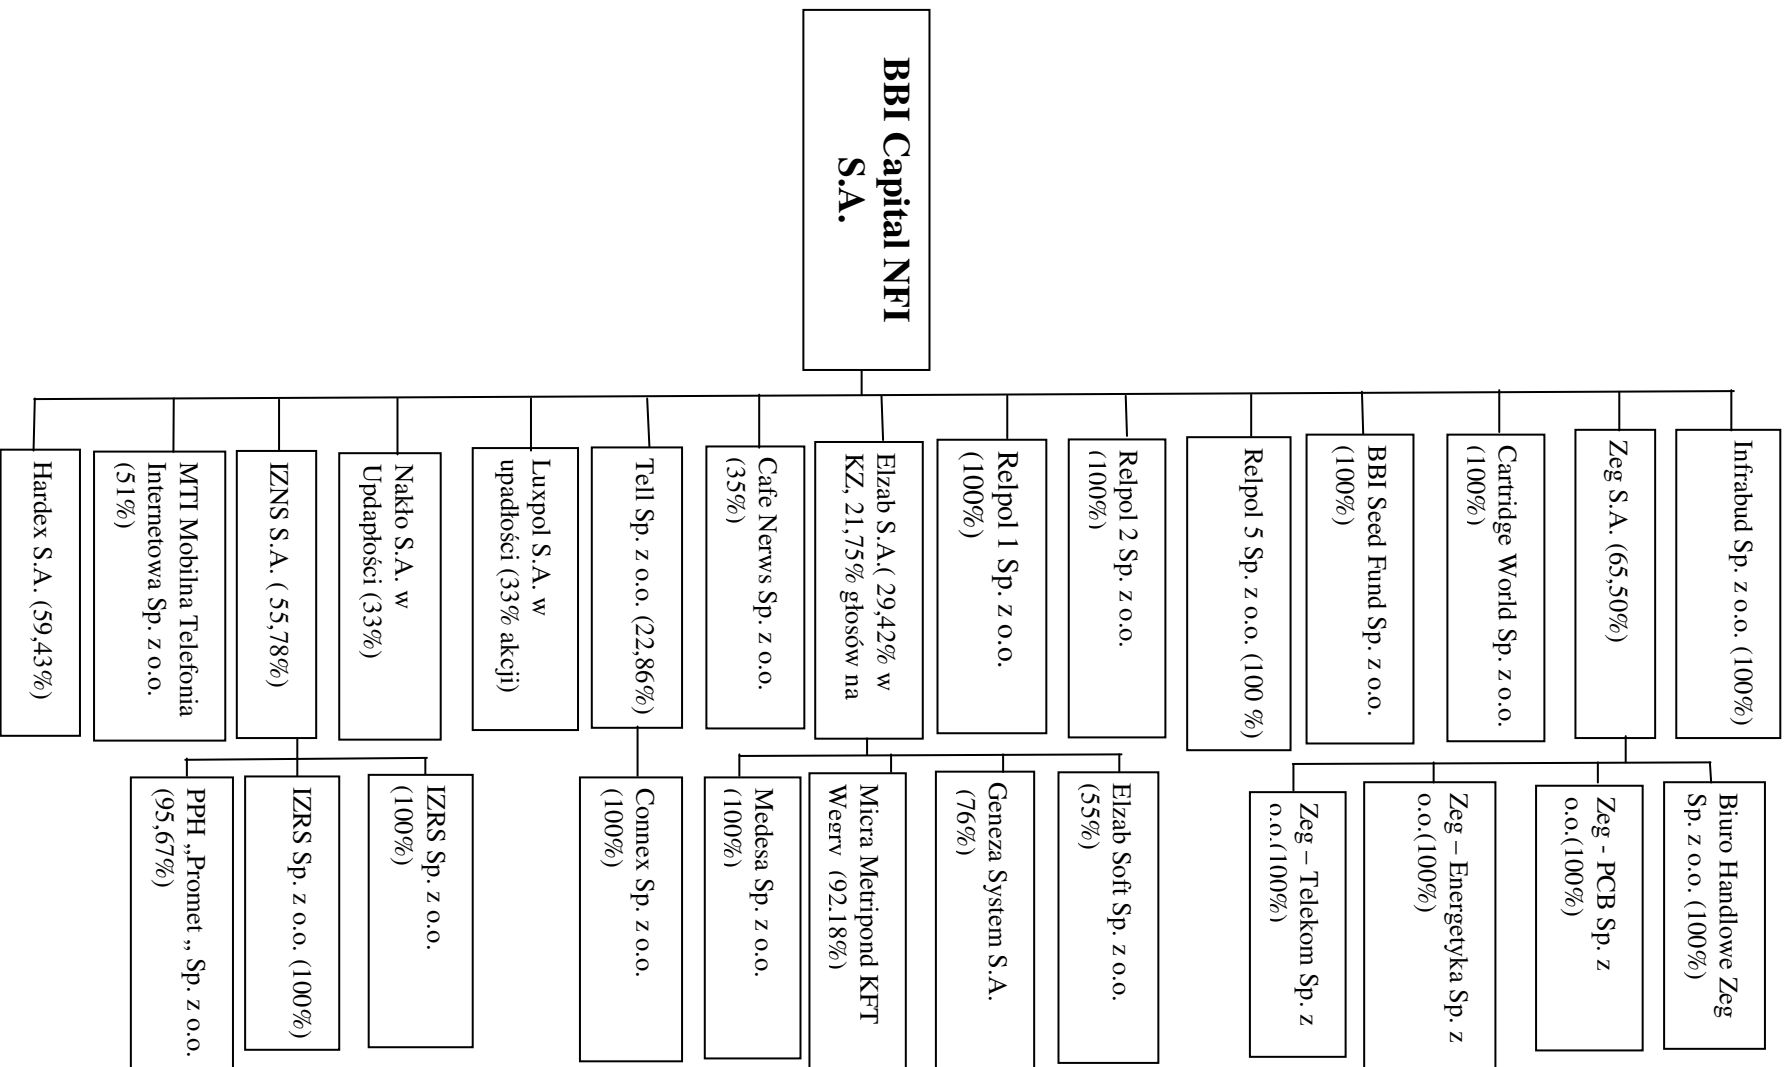 BBI Capital NFI
S.A.
Infrabud Sp. z o.o. (100%)
Zeg S.A. (65,50%)
Cartridge World Sp. z o.o.
(100%)
BBI Seed Fund Sp. z o.o.
(100%)
Relpol 5 Sp. z o.o. (100 %)
Relpol 2 Sp. z o.o.
(100%)
Relpol 1 Sp. z o.o.
(100%)
Elzab S.A.( 29,42% w
KZ, 21,75% głosów na
Cafe Nerws Sp. z o.o.
(35%)
Tell Sp. z o.o. (22,86%)
Luxpol S.A. w
upadłości (33% akcji)
Nakło S.A. w
Updapłości (33%)
IZNS S.A. ( 55,78%)
MTI Mobilna Telefonia
Internetowa Sp. z o.o.
(51%)
Hardex S.A. (59,43%)
Biuro Handlowe Zeg
Sp. z o.o. (100%)
Zeg - PCB Sp. z
o.o.(100%)
Zeg – Energetyka Sp. z
o.o.(100%)
Zeg – Telekom Sp. z
o.o.(100%)
Elzab Soft Sp. z o.o.
(55%)
Geneza System S.A.
(76%)
Micra Metripond KFT
Węgry (92.18%)
Medesa Sp. z o.o.
(100%)
Connex Sp. z o.o.
(100%)
IZRS Sp. z o.o.
(100%)
IZRS Sp. z o.o. (100%)
PPH „Promet „ Sp. z o.o.
(95,67%)